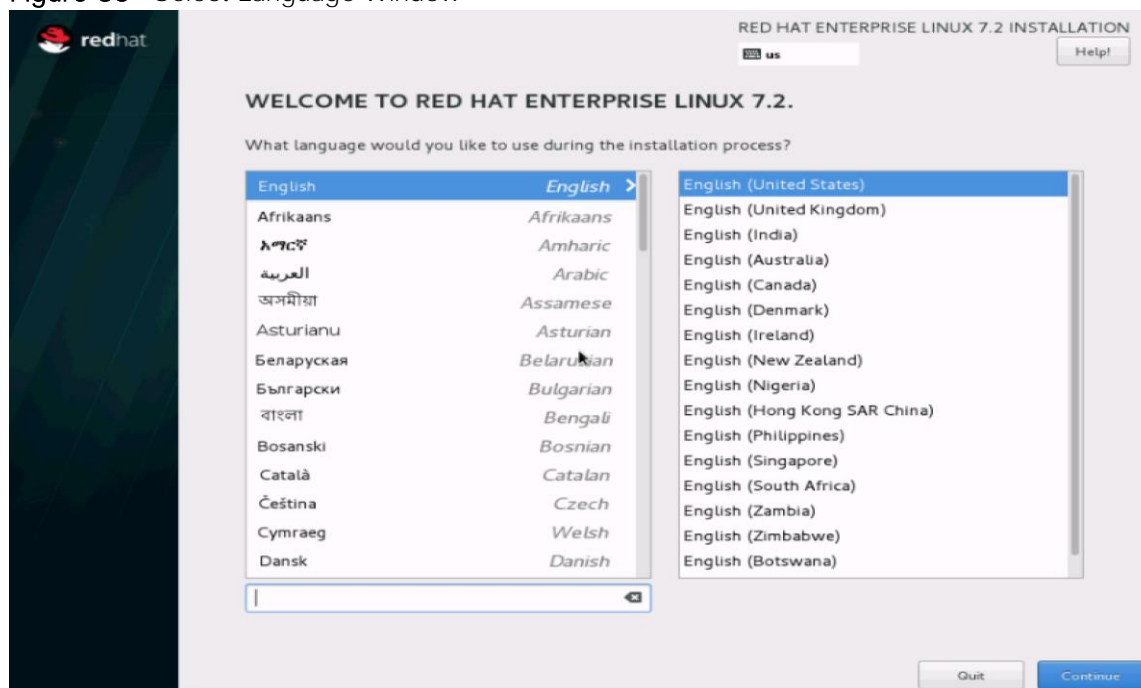 Select Language Window
redhat
RED HAT ENTERPRISE LINUX 7.2 INSTALLATION
us
Help!
WELCOME TO RED HAT ENTERPRISE LINUX 7.2.
What language would you like to use during the installation process?
English English
Afrikaans Afrikaans
አማርኛ Amharic
العربية Arabic
অসমীয়া Assamese
Asturianu Asturian
Беларуская Belarusian
Български Bulgarian
বাংলা Bengali
Bosanski Bosnian
Català Catalan
Čeština Czech
Cymraeg Welsh
Dansk Danish
English (United States)
English (United Kingdom)
English (India)
English (Australia)
English (Canada)
English (Denmark)
English (Ireland)
English (New Zealand)
English (Nigeria)
English (Hong Kong SAR China)
English (Philippines)
English (Singapore)
English (South Africa)
English (Zambia)
English (Zimbabwe)
English (Botswana)
Quit
Continue